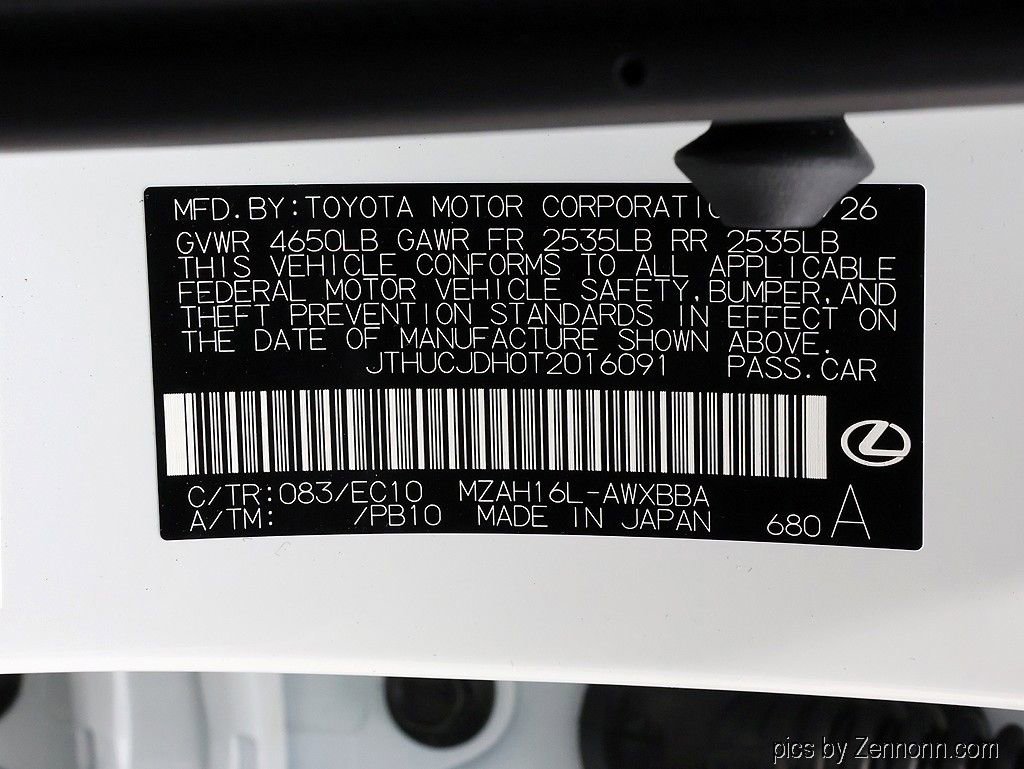 MFD.BY:TOYOTA MOTOR /26
GVWR 4650LB GAWR FR 2535LB RR 2535LB
THIS VEHICLE CONFORMS TO ALL APPLICABLE
FEDERAL MOTOR VEHICLE SAFETY,BUMPER,AND
THEFT PREVENTION STANDARDS IN EFFECT ON
THE DATE OF MANUFACTURE SHOWN ABOVE.
JTHUCJDH0T2016091 PASS.CAR
C/TR:083/EC10 MZAH16L-AWXBBA
A/TM: /PB10 MADE IN JAPAN 680 A
pics by Zennonn.com